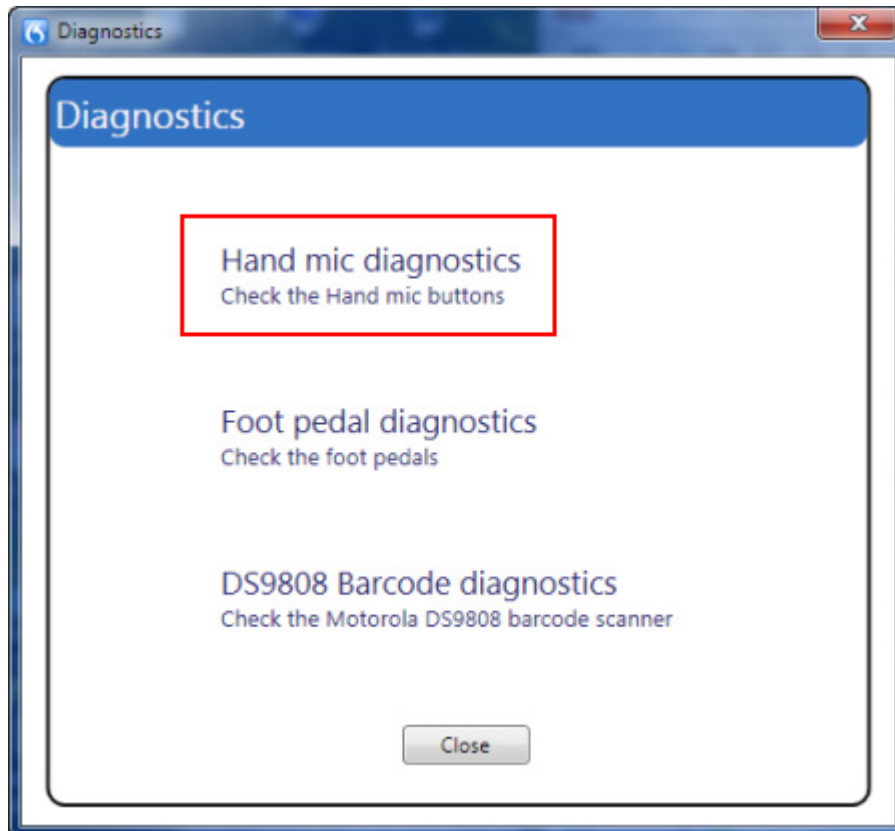 Diagnostics
Diagnostics
Hand mic diagnostics
Check the Hand mic buttons
Foot pedal diagnostics
Check the foot pedals
DS9808 Barcode diagnostics
Check the Motorola DS9808 barcode scanner
Close